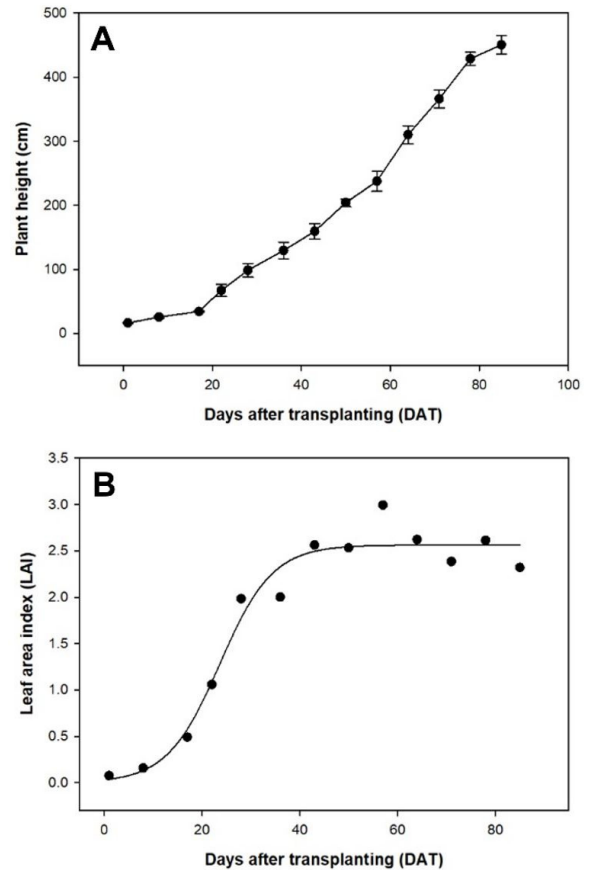 A
500
400
300
200
100
0
Plant height (cm)
0 20 40 60 80 100
Days after transplanting (DAT)
B
3.5
3.0
2.5
2.0
1.5
1.0
0.5
0.0
Leaf area index (LAI)
0 20 40 60 80
Days after transplanting (DAT)